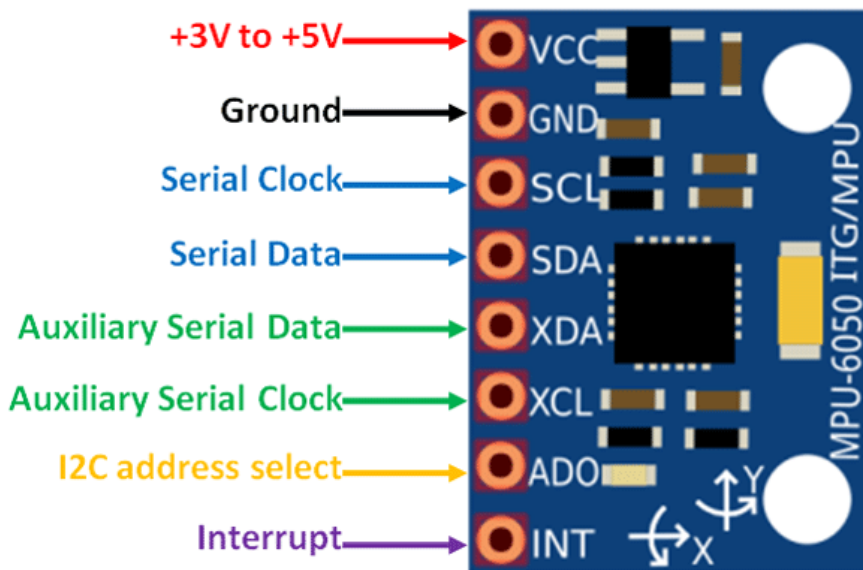 +3V to +5V
VCC
Ground
GND
Serial Clock
SCL
Serial Data
SDA
Auxiliary Serial Data
XDA
Auxiliary Serial Clock
XCL
I2C address select
ADO
Interrupt
INT
X
Y
MPU-6050 ITG/MPU